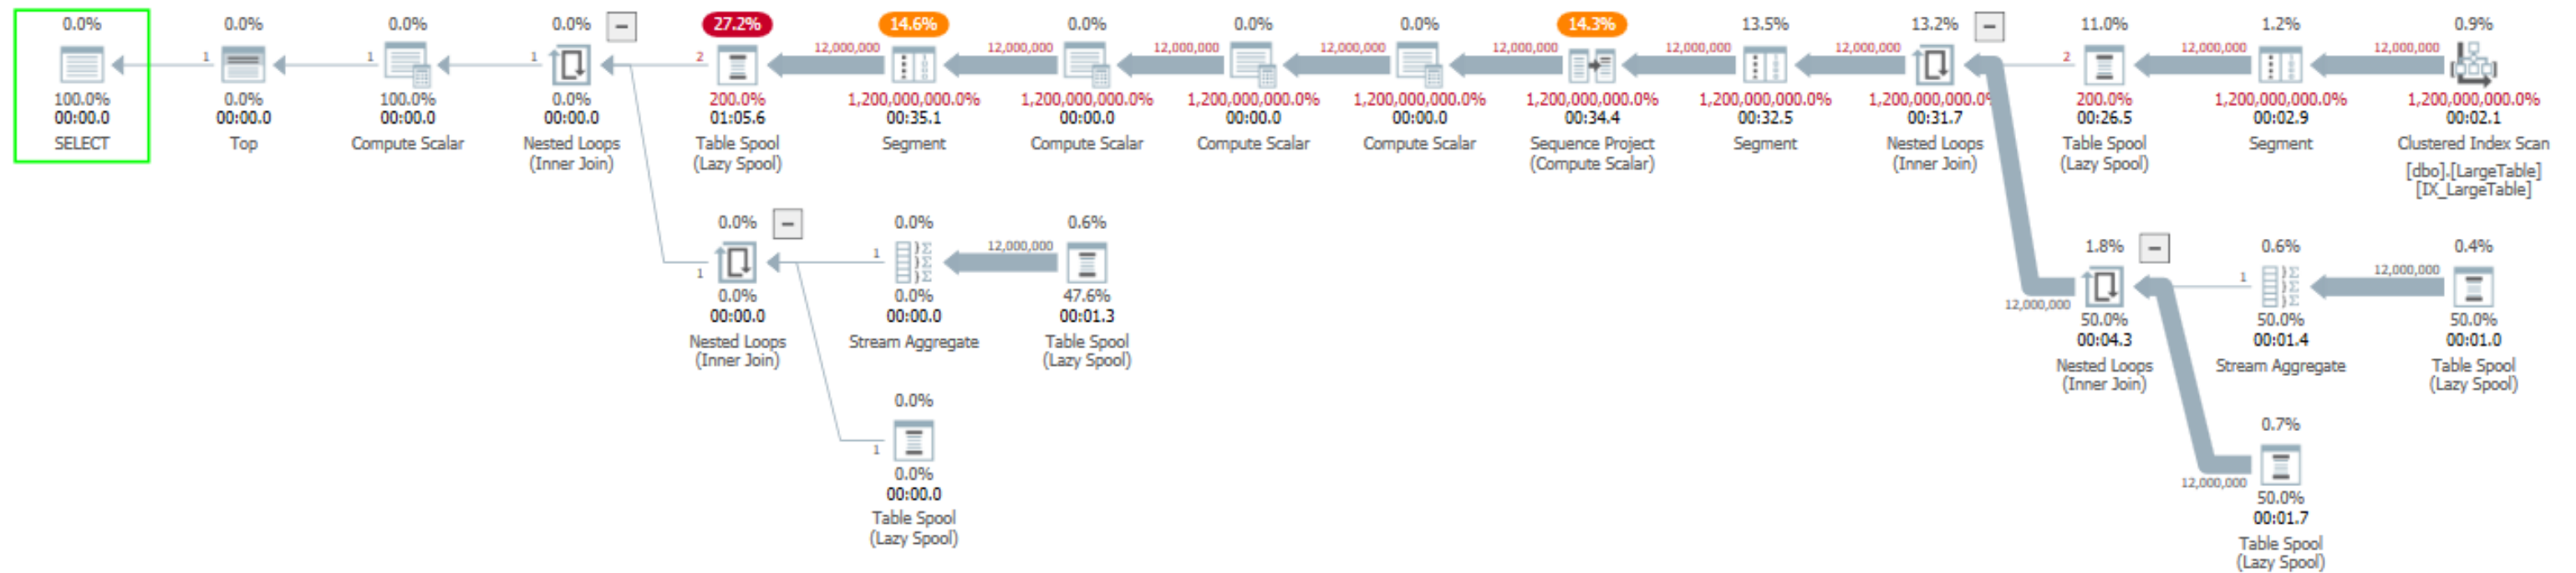 0.0% 0.0% 0.0% 0.0% − 27.2% 14.6% 0.0% 0.0% 0.0% 14.3% 13.5% 13.2% − 11.0% 1.2% 0.9%
1 1 1 2 12,000,000 12,000,000 12,000,000 12,000,000 12,000,000 12,000,000 12,000,000 2 12,000,000 12,000,000
100.0% 0.0% 100.0% 0.0% 200.0% 1,200,000,000.0% 1,200,000,000.0% 1,200,000,000.0% 1,200,000,000.0% 1,200,000,000.0% 1,200,000,000.0% 1,200,000,000.0% 200.0% 1,200,000,000.0% 1,200,000,000.0%
00:00.0 00:00.0 00:00.0 00:00.0 01:05.6 00:35.1 00:00.0 00:00.0 00:00.0 00:34.4 00:32.5 00:31.7 00:26.5 00:02.9 00:02.1
SELECT Top Compute Scalar Nested Loops Table Spool Segment Compute Scalar Compute Scalar Compute Scalar Sequence Project Segment Nested Loops Table Spool Segment Clustered Index Scan
(Inner Join) (Lazy Spool) (Compute Scalar) (Inner Join) (Lazy Spool) [dbo].[LargeTable]
[IX_LargeTable]
0.0% − 0.0% 0.6%
1 1 12,000,000
0.0% 0.0% 47.6%
00:00.0 00:00.0 00:01.3
Nested Loops Stream Aggregate Table Spool
(Inner Join) (Lazy Spool)
1.8% − 0.6% 0.4%
12,000,000 1 12,000,000
50.0% 50.0% 50.0%
00:04.3 00:01.4 00:01.0
Nested Loops Stream Aggregate Table Spool
(Inner Join) (Lazy Spool)
0.0%
1
0.0%
00:00.0
Table Spool
(Lazy Spool)
0.7%
12,000,000
50.0%
00:01.7
Table Spool
(Lazy Spool)